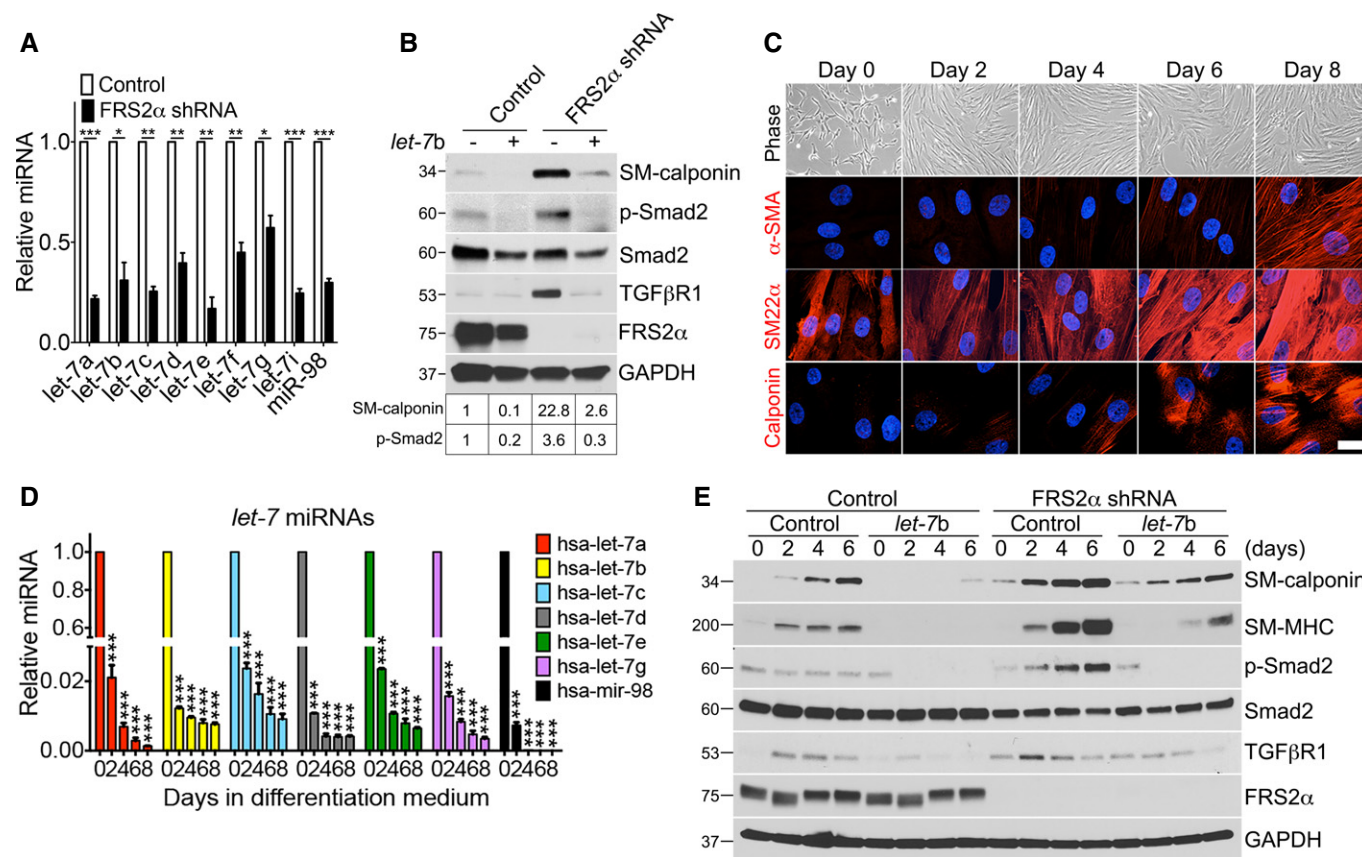 A
Control
FRS2α shRNA
*** * ** ** ** ** * *** ***
Relative miRNA
1.0
0.5
0.0
let-7a
let-7b
let-7c
let-7d
let-7e
let-7f
let-7g
let-7i
miR-98
B
Control
FRS2α shRNA
let-7b - + - +
34 SM-calponin
60 p-Smad2
60 Smad2
53 TGFβR1
75 FRS2α
37 GAPDH
SM-calponin 1 0.1 22.8 2.6
p-Smad2 1 0.2 3.6 0.3
C
Day 0 Day 2 Day 4 Day 6 Day 8
Phase
α-SMA
SM22α
Calponin
D
let-7 miRNAs
Relative miRNA
1.0
0.8
0.6
0.02
0.00
*** *** *** ***
*** *** *** ***
*** *** *** ***
*** *** *** ***
*** *** *** ***
*** *** *** ***
*** *** *** ***
02468 02468 02468 02468 02468 02468 02468
Days in differentiation medium
hsa-let-7a
hsa-let-7b
hsa-let-7c
hsa-let-7d
hsa-let-7e
hsa-let-7g
hsa-mir-98
E
Control FRS2α shRNA
Control let-7b Control let-7b
0 2 4 6 0 2 4 6 0 2 4 6 0 2 4 6 (days)
34 SM-calponin
200 SM-MHC
60 p-Smad2
60 Smad2
53 TGFβR1
75 FRS2α
37 GAPDH